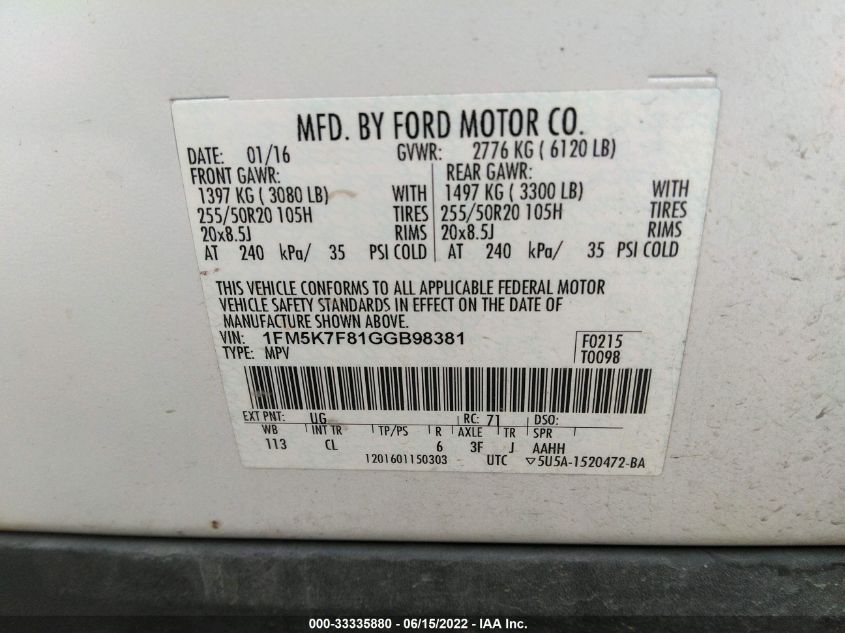 MFD. BY FORD MOTOR CO.
DATE: 01/16 GVWR: 2776 KG ( 6120 LB)
FRONT GAWR: REAR GAWR:
1397 KG ( 3080 LB) WITH 1497 KG ( 3300 LB) WITH
255/50R20 105H TIRES 255/50R20 105H TIRES
20x8.5J RIMS 20x8.5J RIMS
AT 240 kPa/ 35 PSI COLD AT 240 kPa/ 35 PSI COLD
THIS VEHICLE CONFORMS TO ALL APPLICABLE FEDERAL MOTOR
VEHICLE SAFETY STANDARDS IN EFFECT ON THE DATE OF
MANUFACTURE SHOWN ABOVE.
VIN: 1FM5K7F81GGB98381 F0215
TYPE: MPV T0098
EXT PNT: UG RC: 71 DSO:
WB INT TR TP/PS R AXLE TR SPR
113 CL 6 3F J AAHH
1201601150303 UTC ▽5U5A-1520472-BA
000-33335880 - 06/15/2022 - IAA Inc.